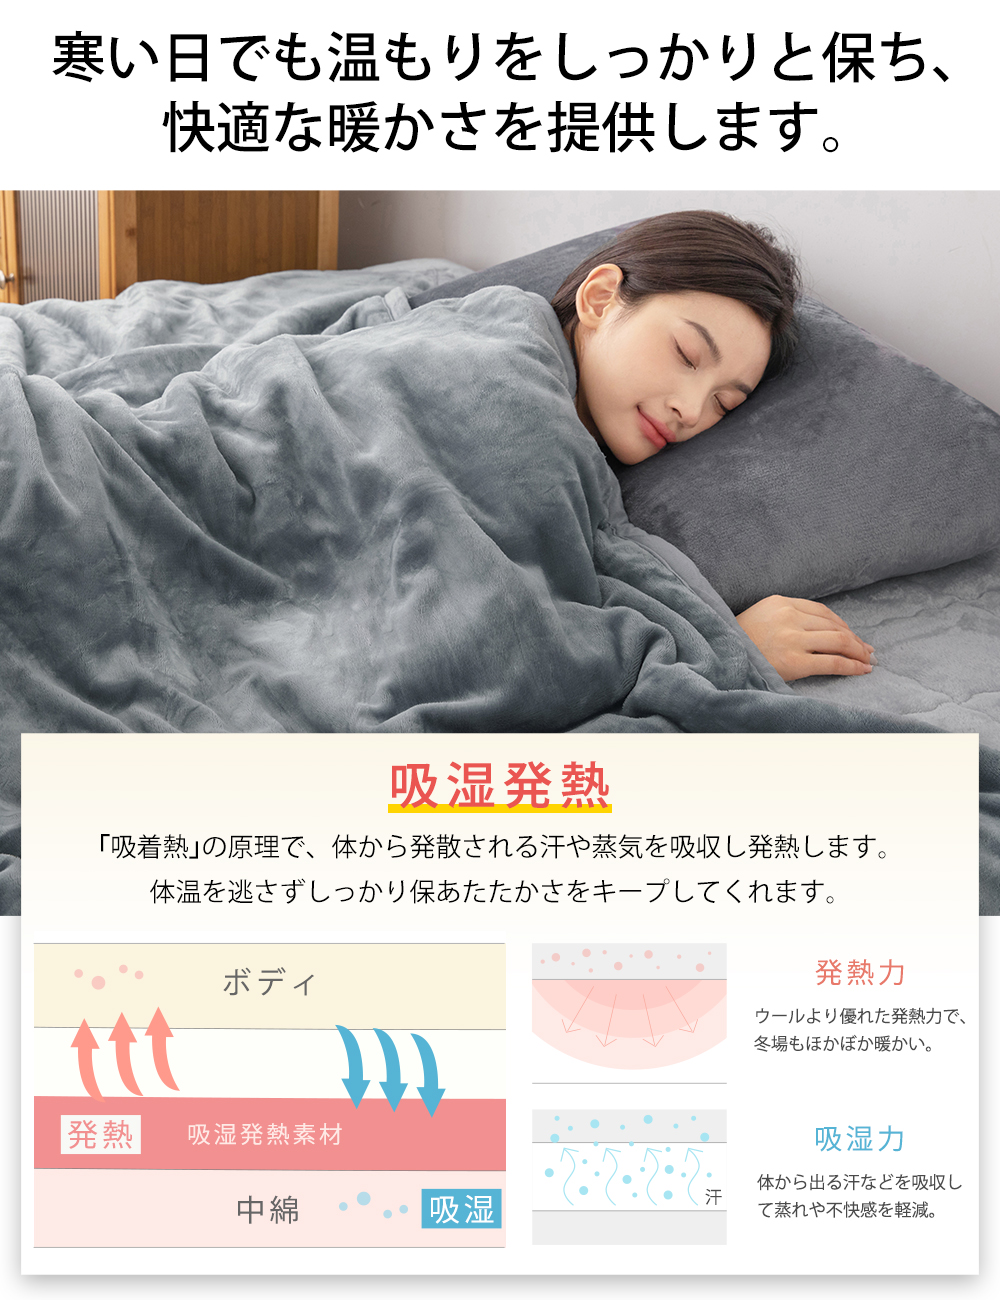 寒い日でも温もりをしっかりと保ち、
快適な暖かさを提供します。
吸湿発熱
「吸着熱」の原理で、体から発散される汗や蒸気を吸収し発熱します。
体温を逃さずしっかり保あたたかさをキープしてくれます。
ボディ
発熱
吸湿発熱素材
中綿
吸湿
発熱力
ウールより優れた発熱力で、
冬場もほかぽか暖かい。
汗
吸湿力
体から出る汗などを吸収し
て蒸れや不快感を軽減。